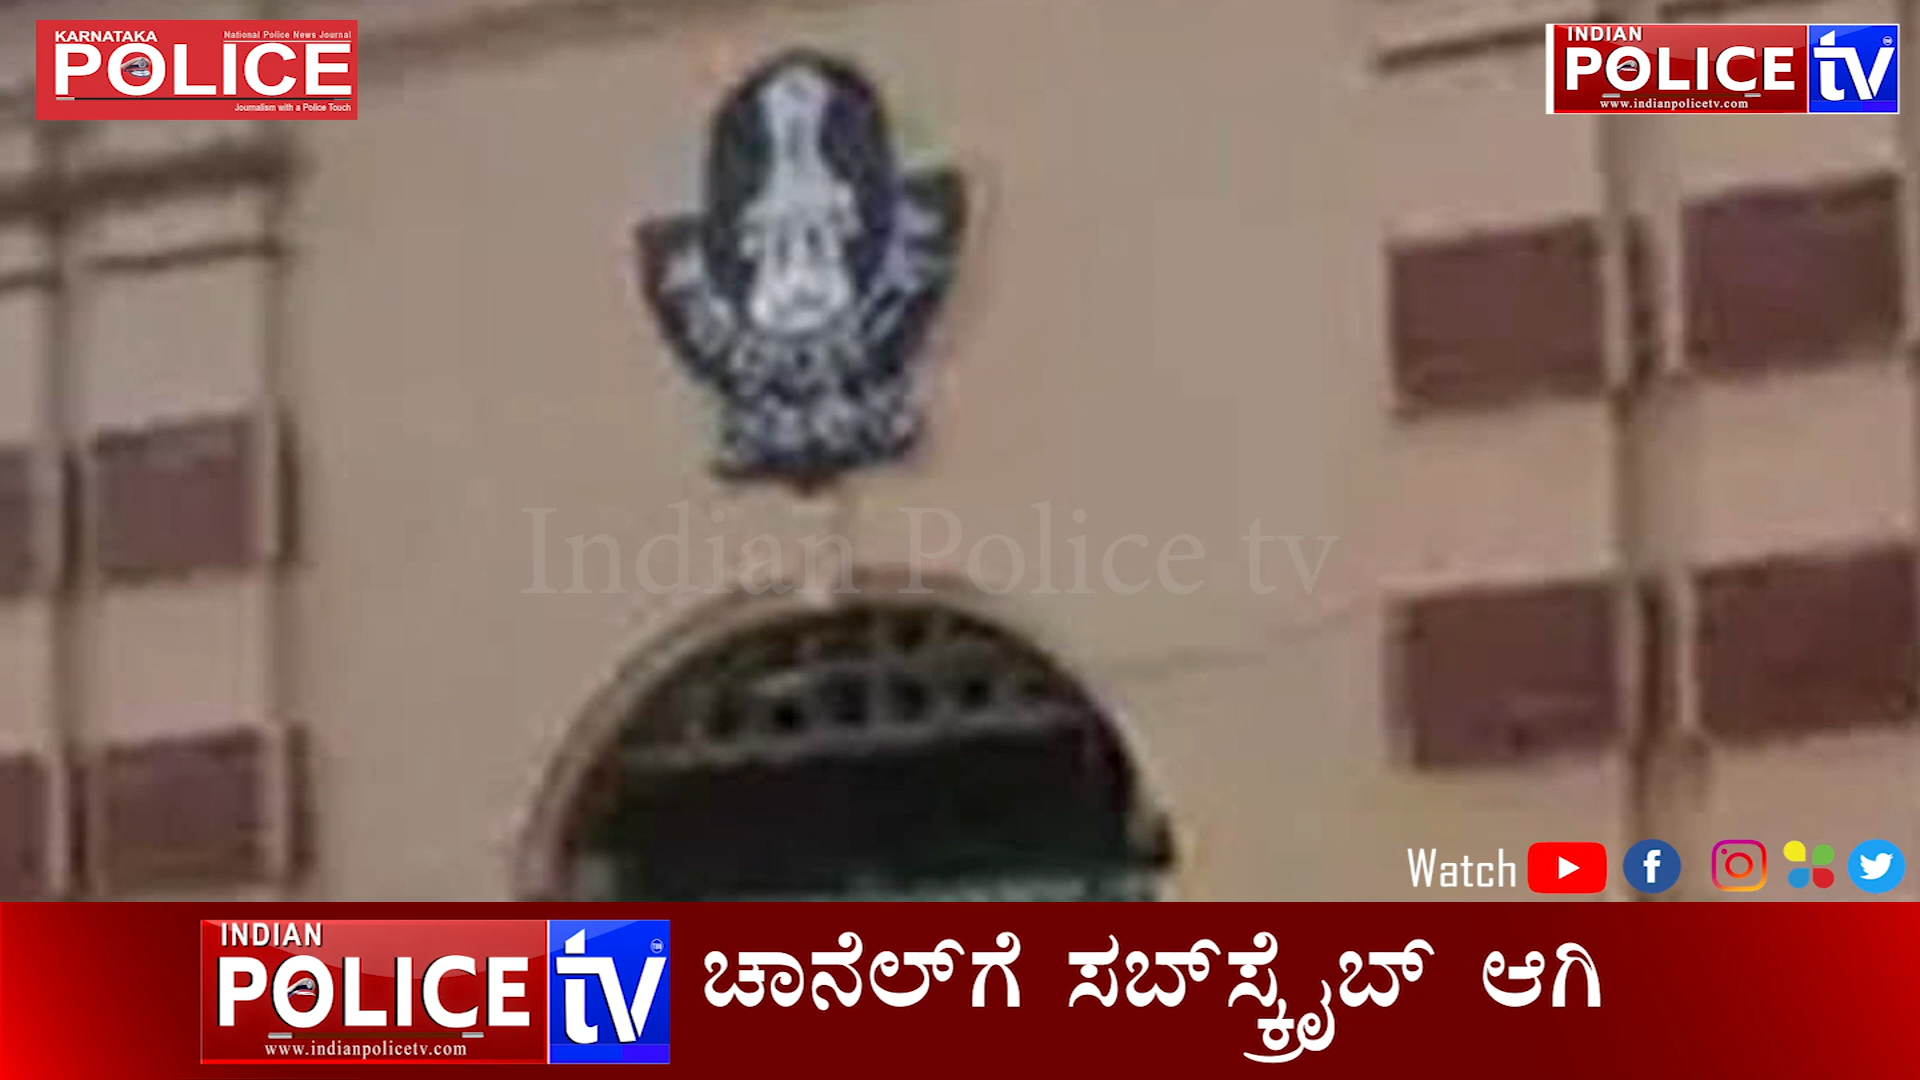 KARNATAKA
National Police News Journal
POLICE
Journalism with a Police Touch
INDIAN
POLICE tv
www.indianpolicetv.com
Indian Police tv
Watch
INDIAN
POLICE tv
www.indianpolicetv.com
ಚಾನೆಲ್‌ಗೆ ಸಬ್‌ಸ್ಕ್ರೈಬ್ ಆಗಿ